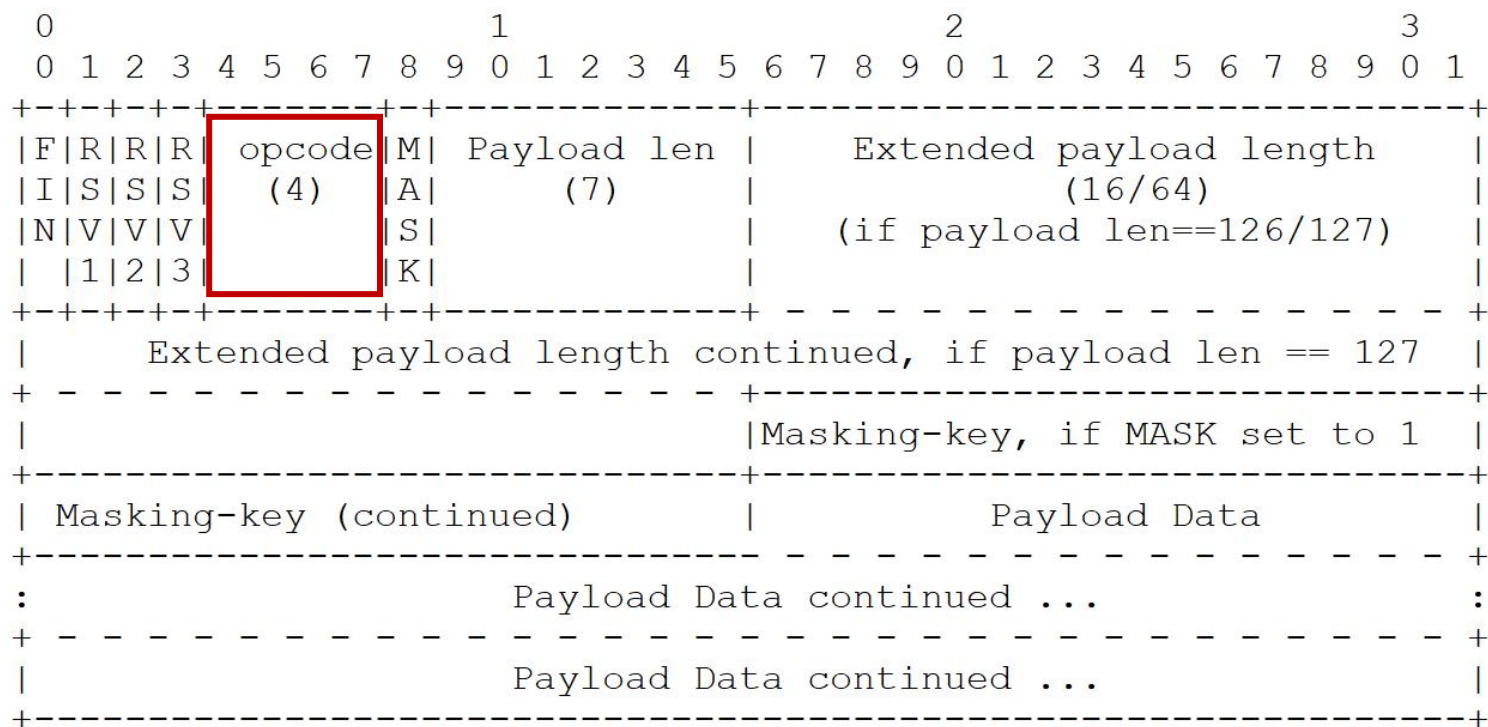 0                   1                   2                   3
0 1 2 3 4 5 6 7 8 9 0 1 2 3 4 5 6 7 8 9 0 1 2 3 4 5 6 7 8 9 0 1
+-+-+-+-+-------+-+-------------+-------------------------------+
|F|R|R|R| opcode|M| Payload len |    Extended payload length    |
|I|S|S|S|  (4)  |A|     (7)     |             (16/64)           |
|N|V|V|V|       |S|             |   (if payload len==126/127)   |
| |1|2|3|       |K|             |                               |
+-+-+-+-+-------+-+-------------+ - - - - - - - - - - - - - - - +
|     Extended payload length continued, if payload len == 127  |
+ - - - - - - - - - - - - - - - +-------------------------------+
|                               |Masking-key, if MASK set to 1  |
+-------------------------------+-------------------------------+
| Masking-key (continued)       |          Payload Data         |
+-------------------------------- - - - - - - - - - - - - - - - +
:                     Payload Data continued ...                :
+ - - - - - - - - - - - - - - - - - - - - - - - - - - - - - - - +
|                     Payload Data continued ...                |
+---------------------------------------------------------------+